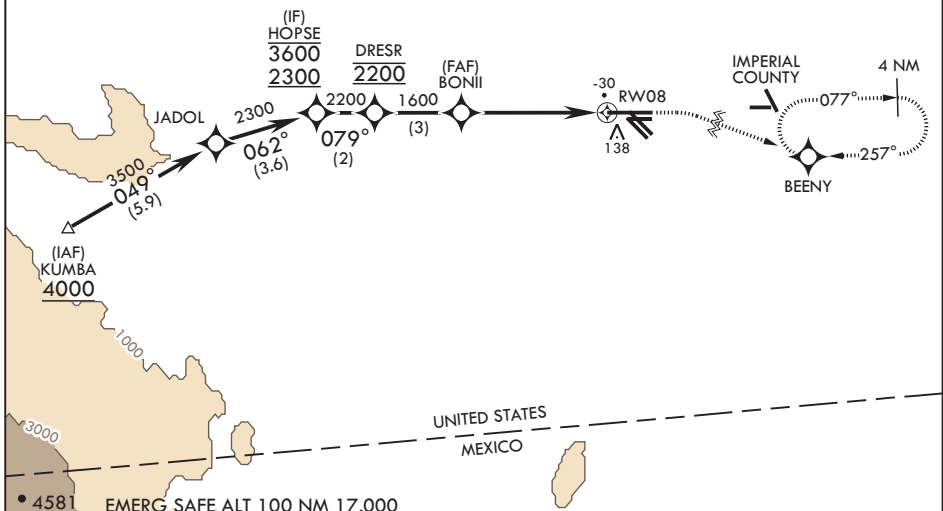 (IF)
HOPSE
3600
2300
DRESR
2200
(FAF)
BONII
-30
RW08
138
IMPERIAL
COUNTY
4 NM
077°
257°
BEENY
JADOL
2300
062°
(3.6)
2200
079°
(2)
1600
(3)
3500
049°
(5.9)
(IAF)
KUMBA
4000
1000
3000
UNITED STATES
MEXICO
4581
EMERG SAFE ALT 100 NM 17,000